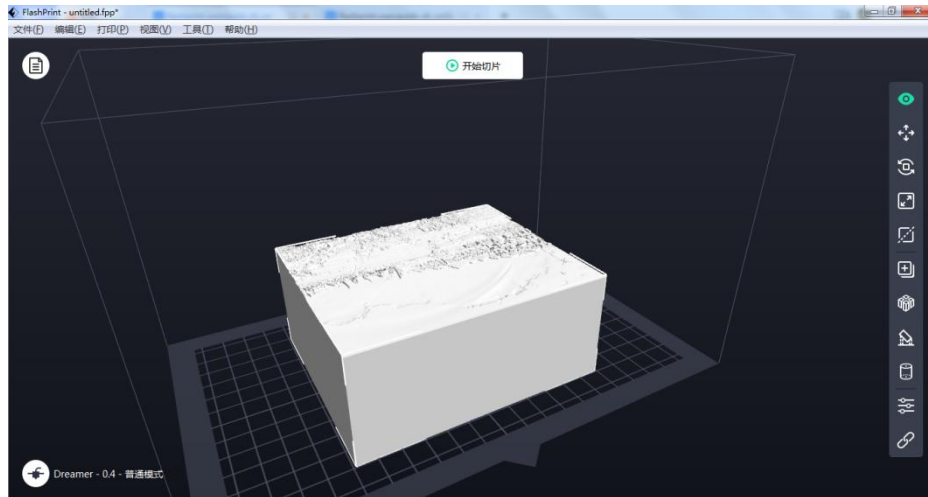 FlashPrint - untitled.fpp*
文件(F) 编辑(E) 打印(P) 视图(V) 工具(T) 帮助(H)
开始切片
Dreamer - 0.4 - 普通模式